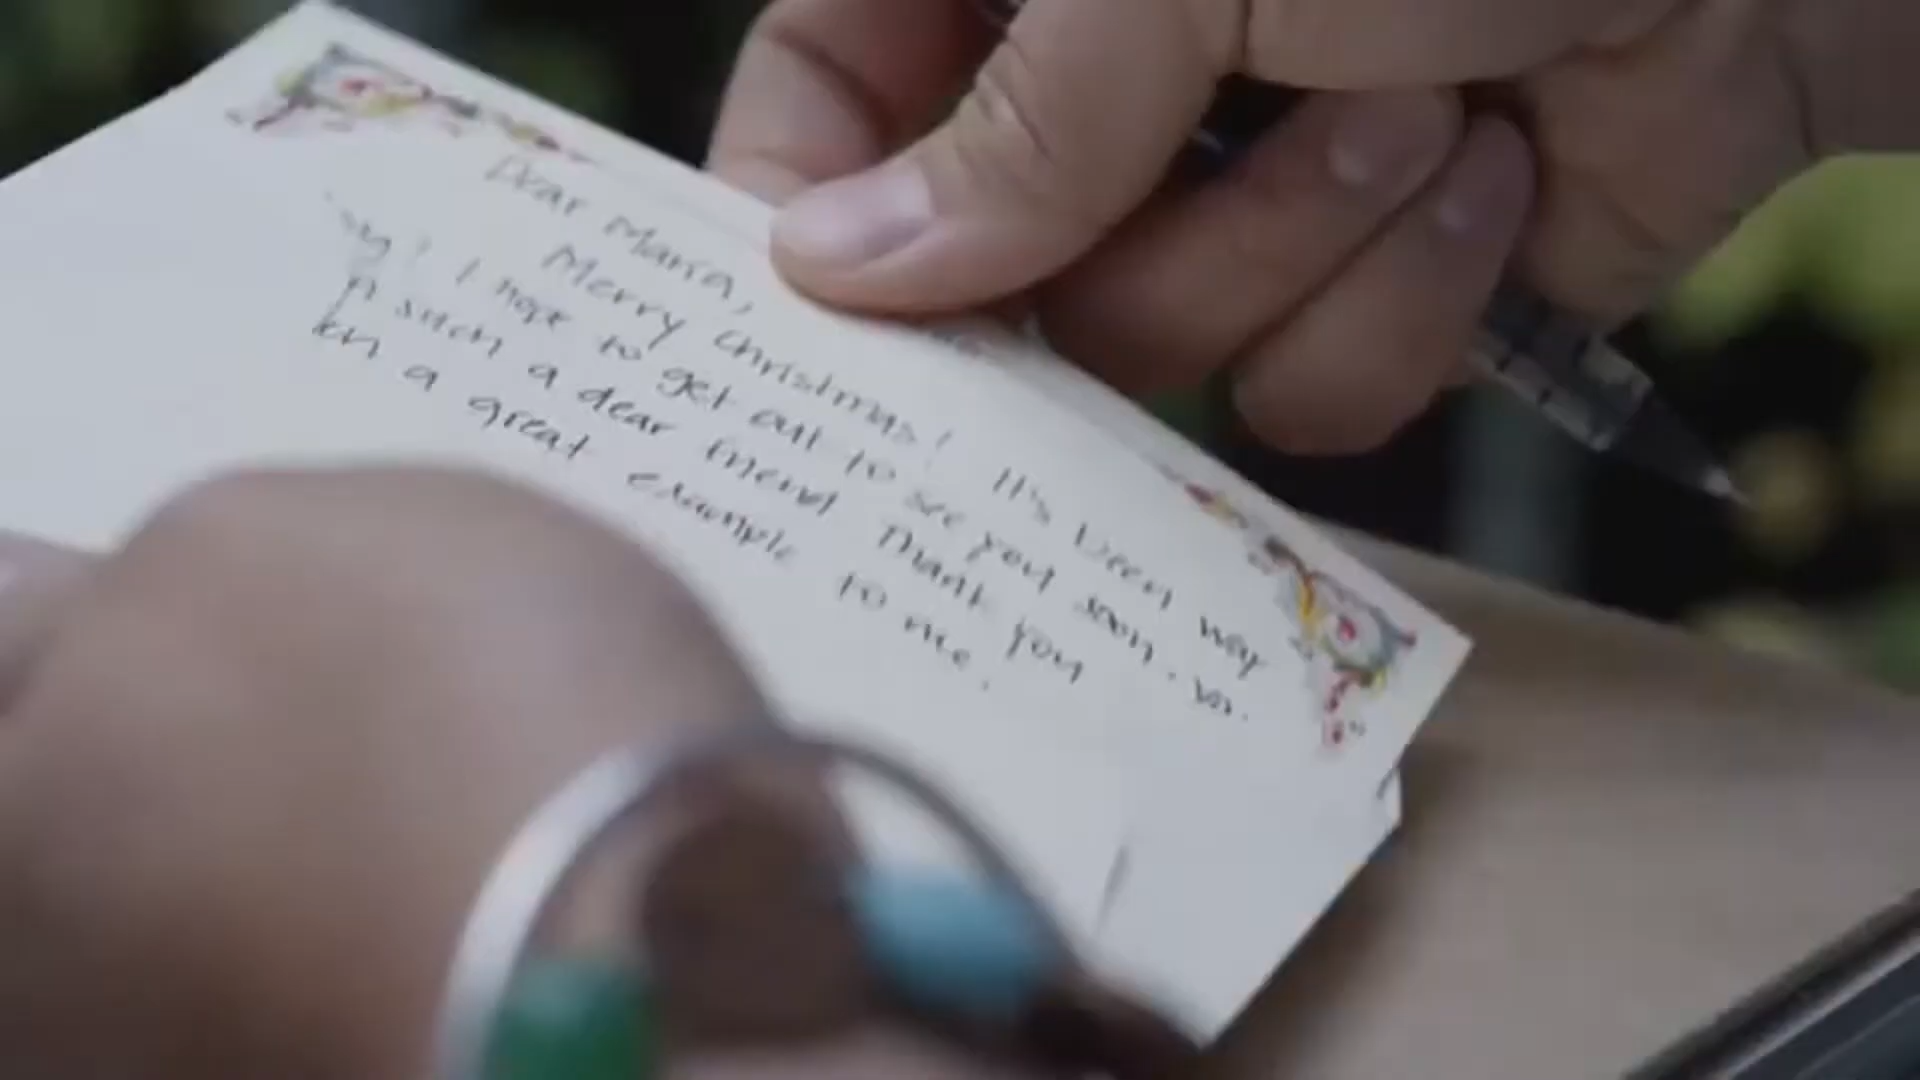 Dear Maria,
Merry Christmas! It's been way
I hope to get out to see you soon.
such a dear friend Thank you
a great example to me.